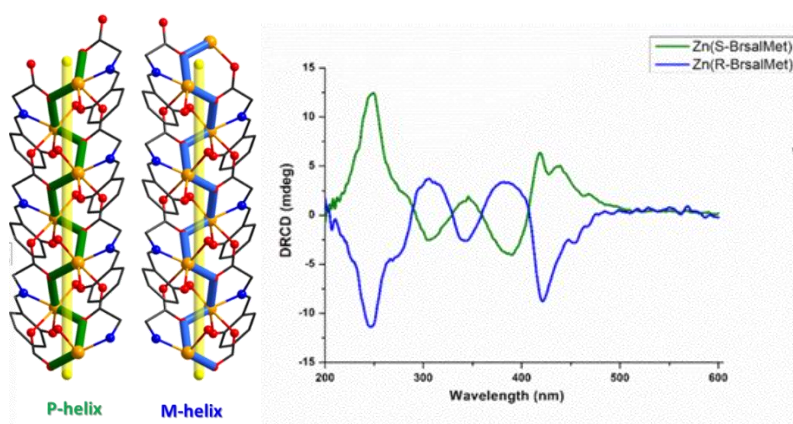 P-helix
M-helix
Zn(S-BrsalMet)
Zn(R-BrsalMet)
DRCD (mdeg)
15
10
5
0
-5
-10
-15
200
300
400
500
600
Wavelength (nm)